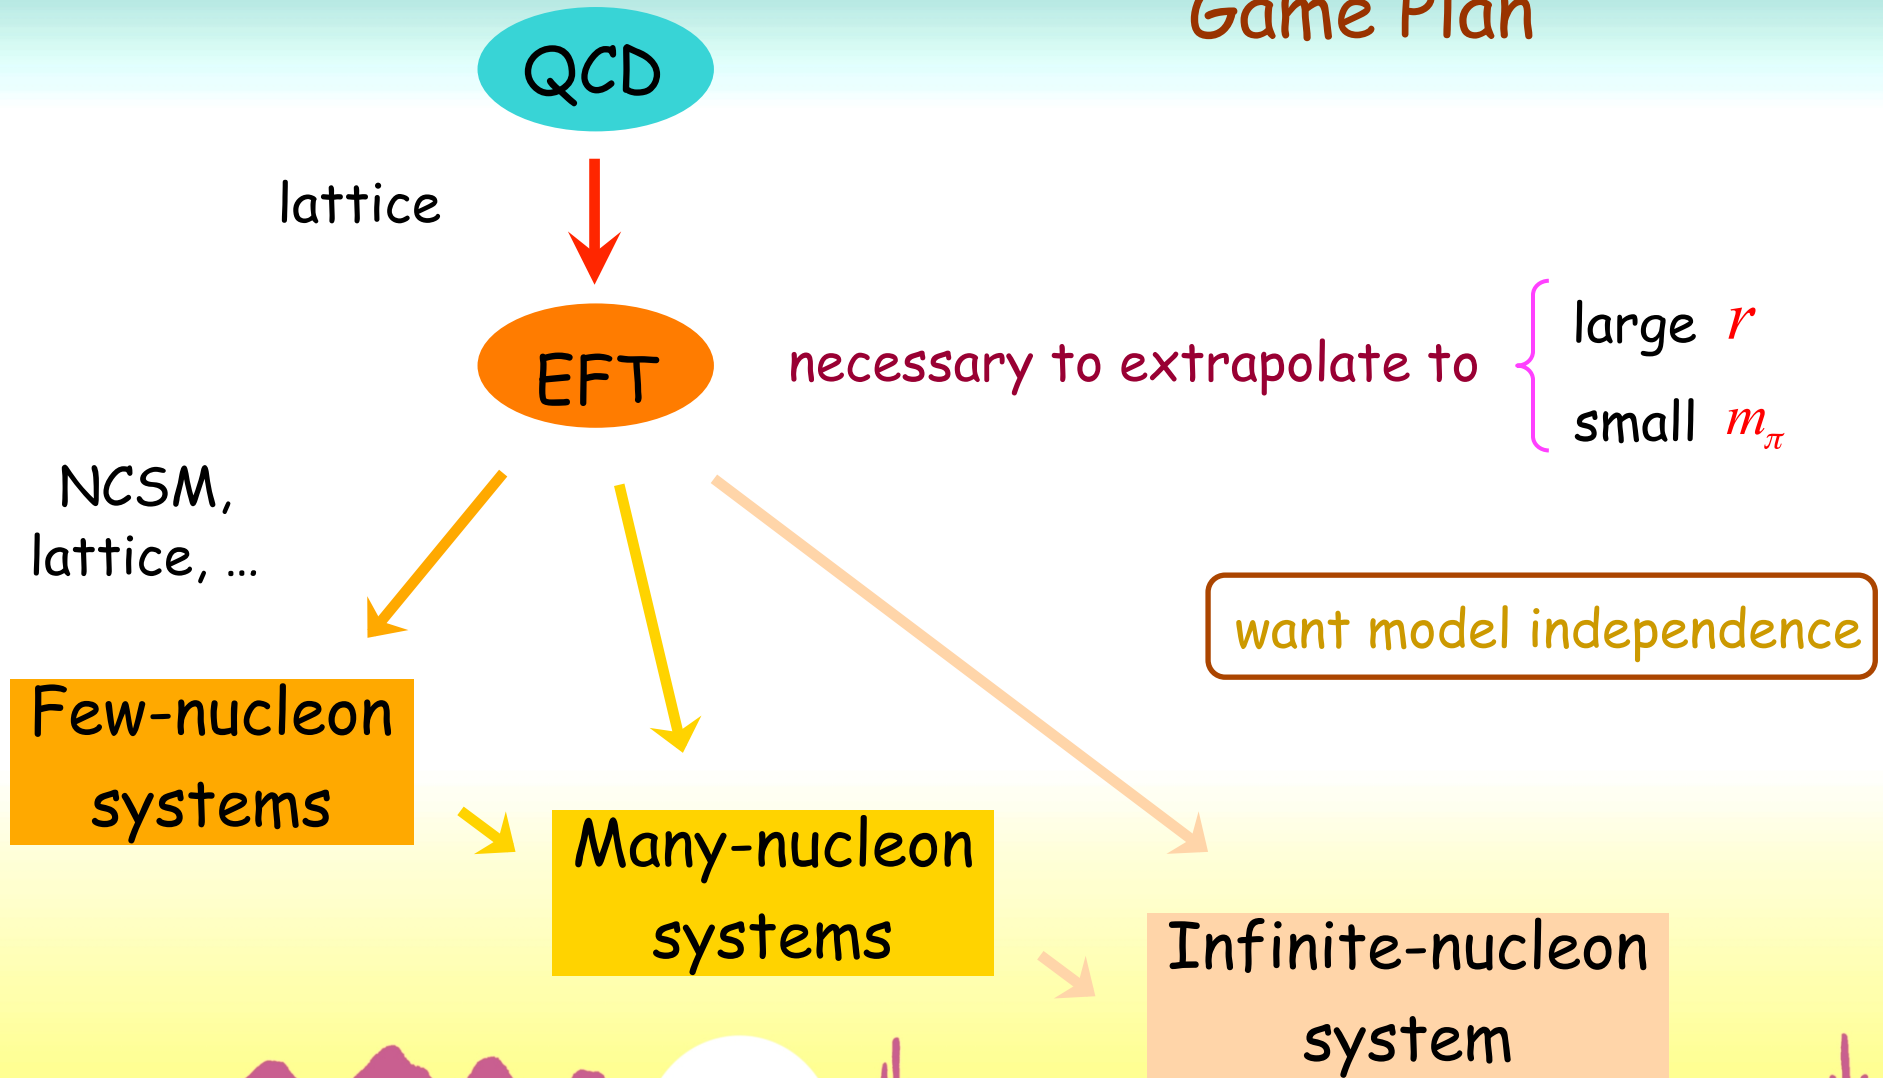 Game Plan
QCD
lattice
EFT
necessary to extrapolate to
large r
small mπ
NCSM,
lattice, ...
want model independence
Few-nucleon
systems
Many-nucleon
systems
Infinite-nucleon
system